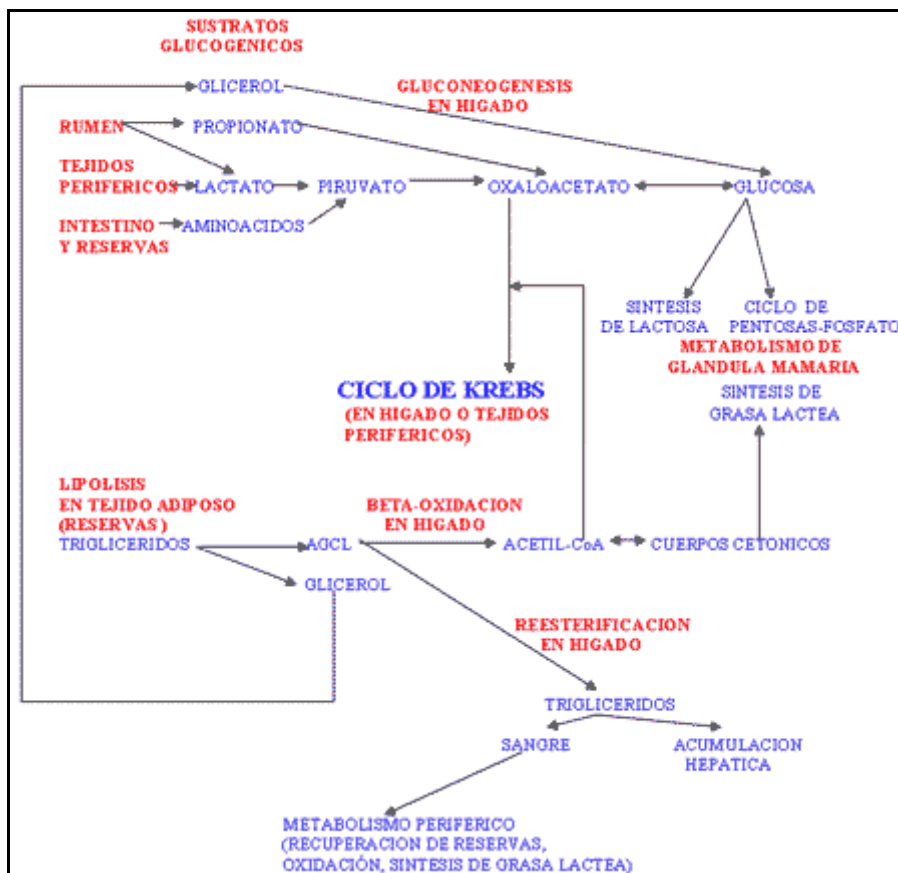 SUSTRATOS
GLUCOGENICOS
GLICEROL
GLUCONEOGENESIS
EN HIGADO
RUMEN
PROPIONATO
TEJIDOS
PERIFERICOS
LACTATO
PIRUVATO
OXALOACETATO
GLUCOSA
INTESTINO
Y RESERVAS
AMINOACIDOS
SINTESIS
DE LACTOSA
CICLO DE
PENTOSAS-FOSFATO
METABOLISMO DE
GLANDULA MAMARIA
CICLO DE KREBS
(EN HIGADO O TEJIDOS
PERIFERICOS)
SINTESIS DE
GRASA LACTEA
LIPOLISIS
EN TEJIDO ADIPOSO
(RESERVAS )
BETA-OXIDACION
EN HIGADO
TRIGLICERIDOS
AGCL
ACETIL-CoA
CUERPOS CETONICOS
GLICEROL
REESTERIFICACION
EN HIGADO
TRIGLICERIDOS
SANGRE
ACUMULACION
HEPATICA
METABOLISMO PERIFERICO
(RECUPERACION DE RESERVAS,
OXIDACIÓN, SINTESIS DE GRASA LACTEA)